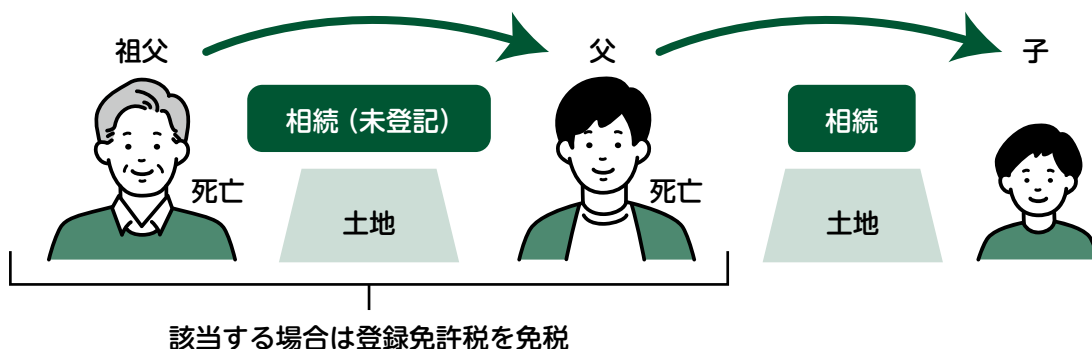 祖父
父
子
相続（未登記）
相続
死亡
死亡
土地
土地
該当する場合は登録免許税を免税